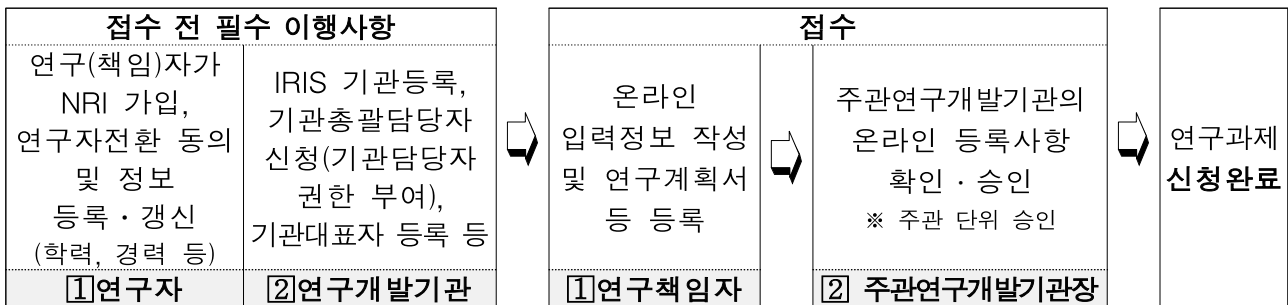 접수 전 필수 이행사항
연구(책임)자가
NRI 가입,
연구자전환 동의
및 정보
등록·갱신
(학력, 경력 등)
1연구자
IRIS 기관등록,
기관총괄담당자
신청(기관담당자
권한 부여),
기관대표자 등록 등
2연구개발기관
접수
온라인
입력정보 작성
및 연구계획서
등 등록
1연구책임자
주관연구개발기관의
온라인 등록사항
확인·승인
※ 주관 단위 승인
2 주관연구개발기관장
연구과제
신청완료